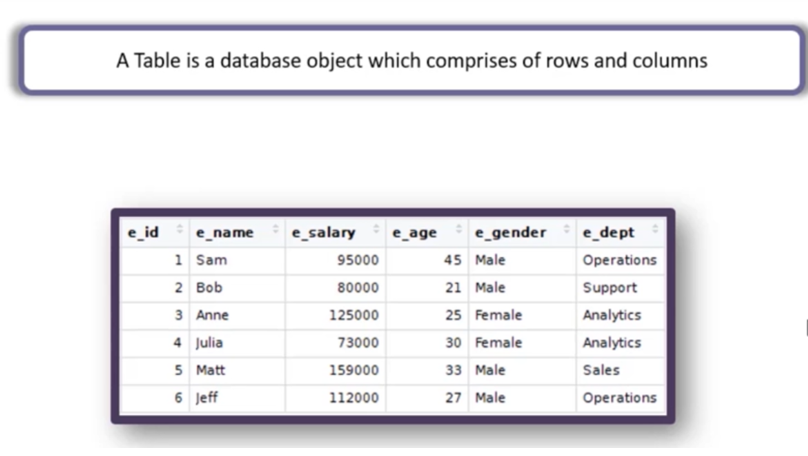 A Table is a database object which comprises of rows and columns
e_id e_name e_salary e_age e_gender e_dept
1 Sam 95000 45 Male Operations
2 Bob 80000 21 Male Support
3 Anne 125000 25 Female Analytics
4 Julia 73000 30 Female Analytics
5 Matt 159000 33 Male Sales
6 Jeff 112000 27 Male Operations